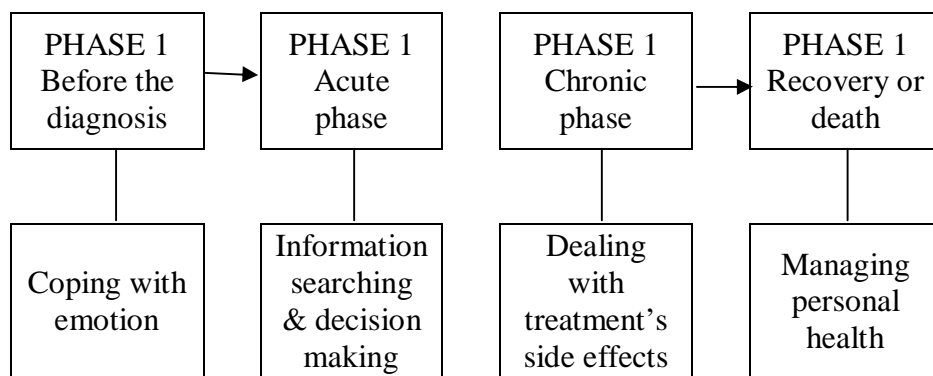 PHASE 1
Before the
diagnosis
PHASE 1
Acute
phase
PHASE 1
Chronic
phase
PHASE 1
Recovery or
death
Coping with
emotion
Information
searching
& decision
making
Dealing
with
treatment’s
side effects
Managing
personal
health